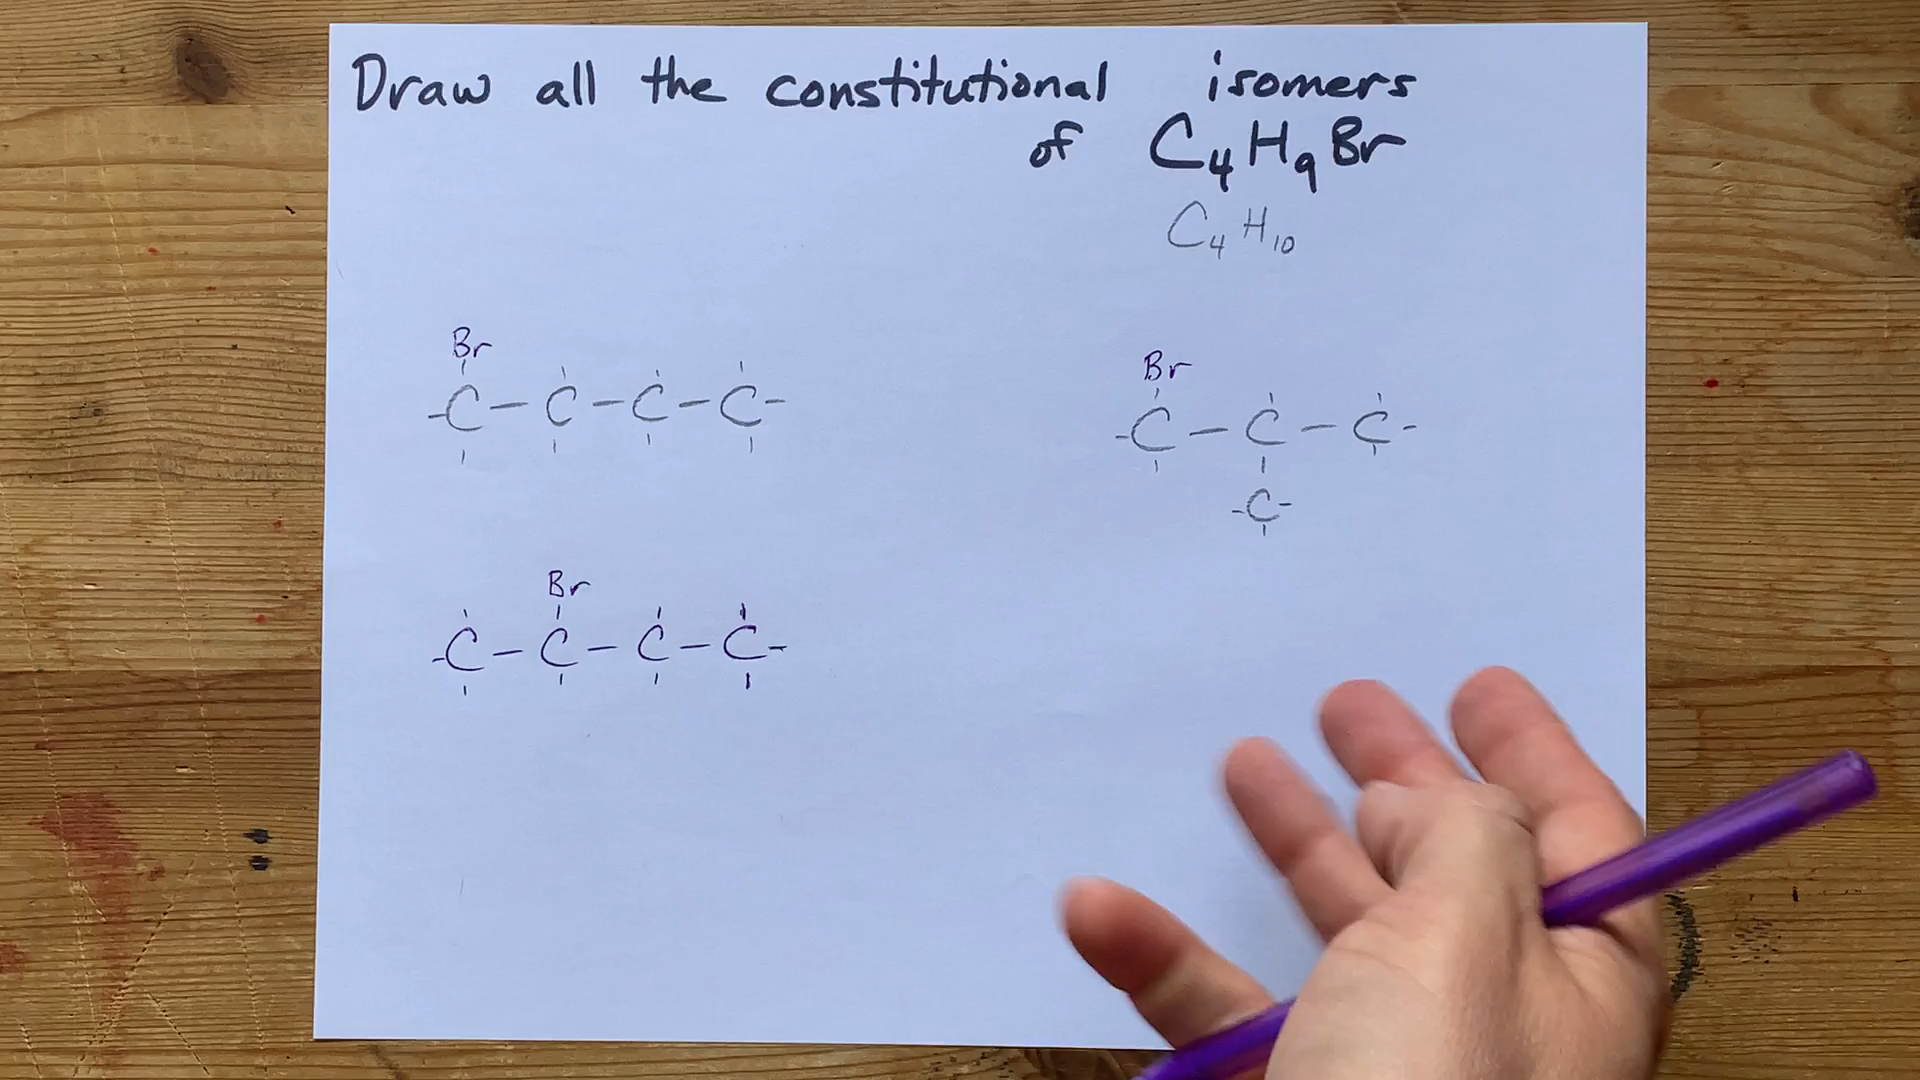 Draw all the constitutional isomers
of C₄H₉Br
C₄H₁₀
Br
-C-C-C-C-
Br
-C-C-C-
-C-
Br
-C-C-C-C-